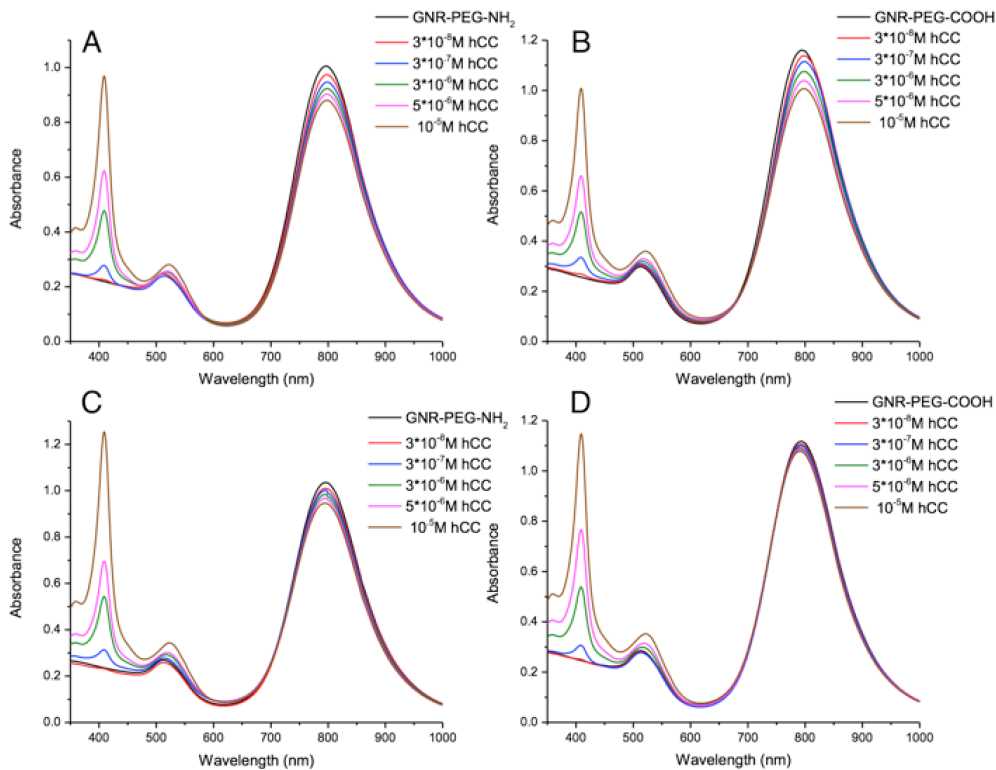 A
GNR-PEG-NH₂
3*10⁻⁸M hCC
3*10⁻⁷M hCC
3*10⁻⁶M hCC
5*10⁻⁶M hCC
10⁻⁵M hCC
Absorbance
1.2
1.0
0.8
0.6
0.4
0.2
0.0
400 500 600 700 800 900 1000
Wavelength (nm)
B
GNR-PEG-COOH
3*10⁻⁸M hCC
3*10⁻⁷M hCC
3*10⁻⁶M hCC
5*10⁻⁶M hCC
10⁻⁵M hCC
Absorbance
1.2
1.0
0.8
0.6
0.4
0.2
0.0
400 500 600 700 800 900 1000
Wavelength (nm)
C
GNR-PEG-NH₂
3*10⁻⁸M hCC
3*10⁻⁷M hCC
3*10⁻⁶M hCC
5*10⁻⁶M hCC
10⁻⁵M hCC
Absorbance
1.2
1.0
0.8
0.6
0.4
0.2
0.0
400 500 600 700 800 900 1000
Wavelength (nm)
D
GNR-PEG-COOH
3*10⁻⁸M hCC
3*10⁻⁷M hCC
3*10⁻⁶M hCC
5*10⁻⁶M hCC
10⁻⁵M hCC
Absorbance
1.2
1.0
0.8
0.6
0.4
0.2
0.0
400 500 600 700 800 900 1000
Wavelength (nm)